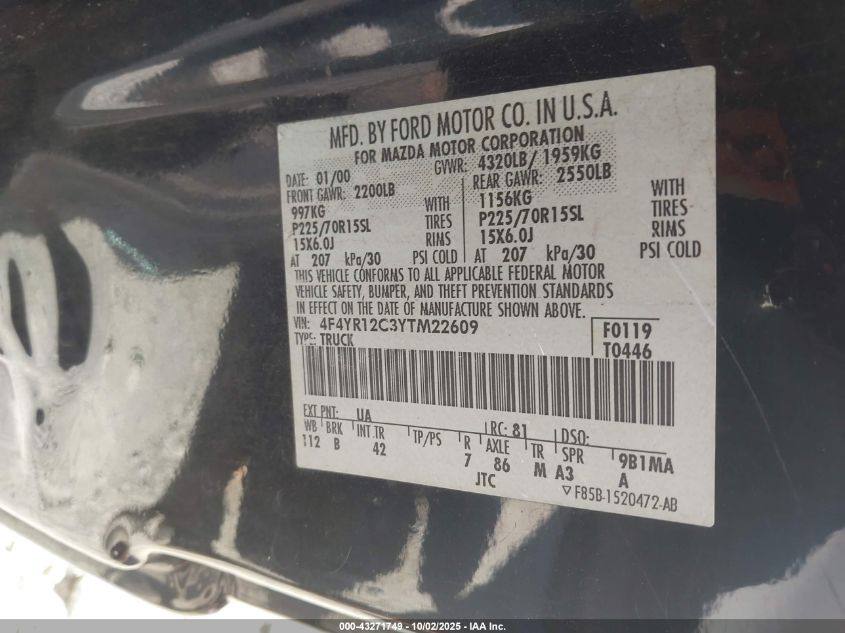 MFD. BY FORD MOTOR CO. IN U.S.A.
FOR MAZDA MOTOR CORPORATION
DATE: 01/00 GVWR: 4320LB/ 1959KG
FRONT GAWR: 2200LB REAR GAWR: 2550LB
997KG WITH 1156KG WITH
P225/70R15SL TIRES P225/70R15SL TIRES
15X6.0J RIMS 15X6.0J RIMS
AT 207 kPa/30 PSI COLD AT 207 kPa/30 PSI COLD
THIS VEHICLE CONFORMS TO ALL APPLICABLE FEDERAL MOTOR
VEHICLE SAFETY, BUMPER, AND THEFT PREVENTION STANDARDS
IN EFFECT ON THE DATE OF MANUFACTURE SHOWN ABOVE.
VIN: 4F4YR12C3YTM22609 F0119
TYPE: TRUCK T0446
EXT PNT: UA RC: 81 DSO:
WB BRK INT TR TP/PS R AXLE TR SPR 9B1MA
112 B 42 7 86 M A3 A
JTC
▽F85B-1520472-AB
000-43271749 - 10/02/2025 - IAA Inc.